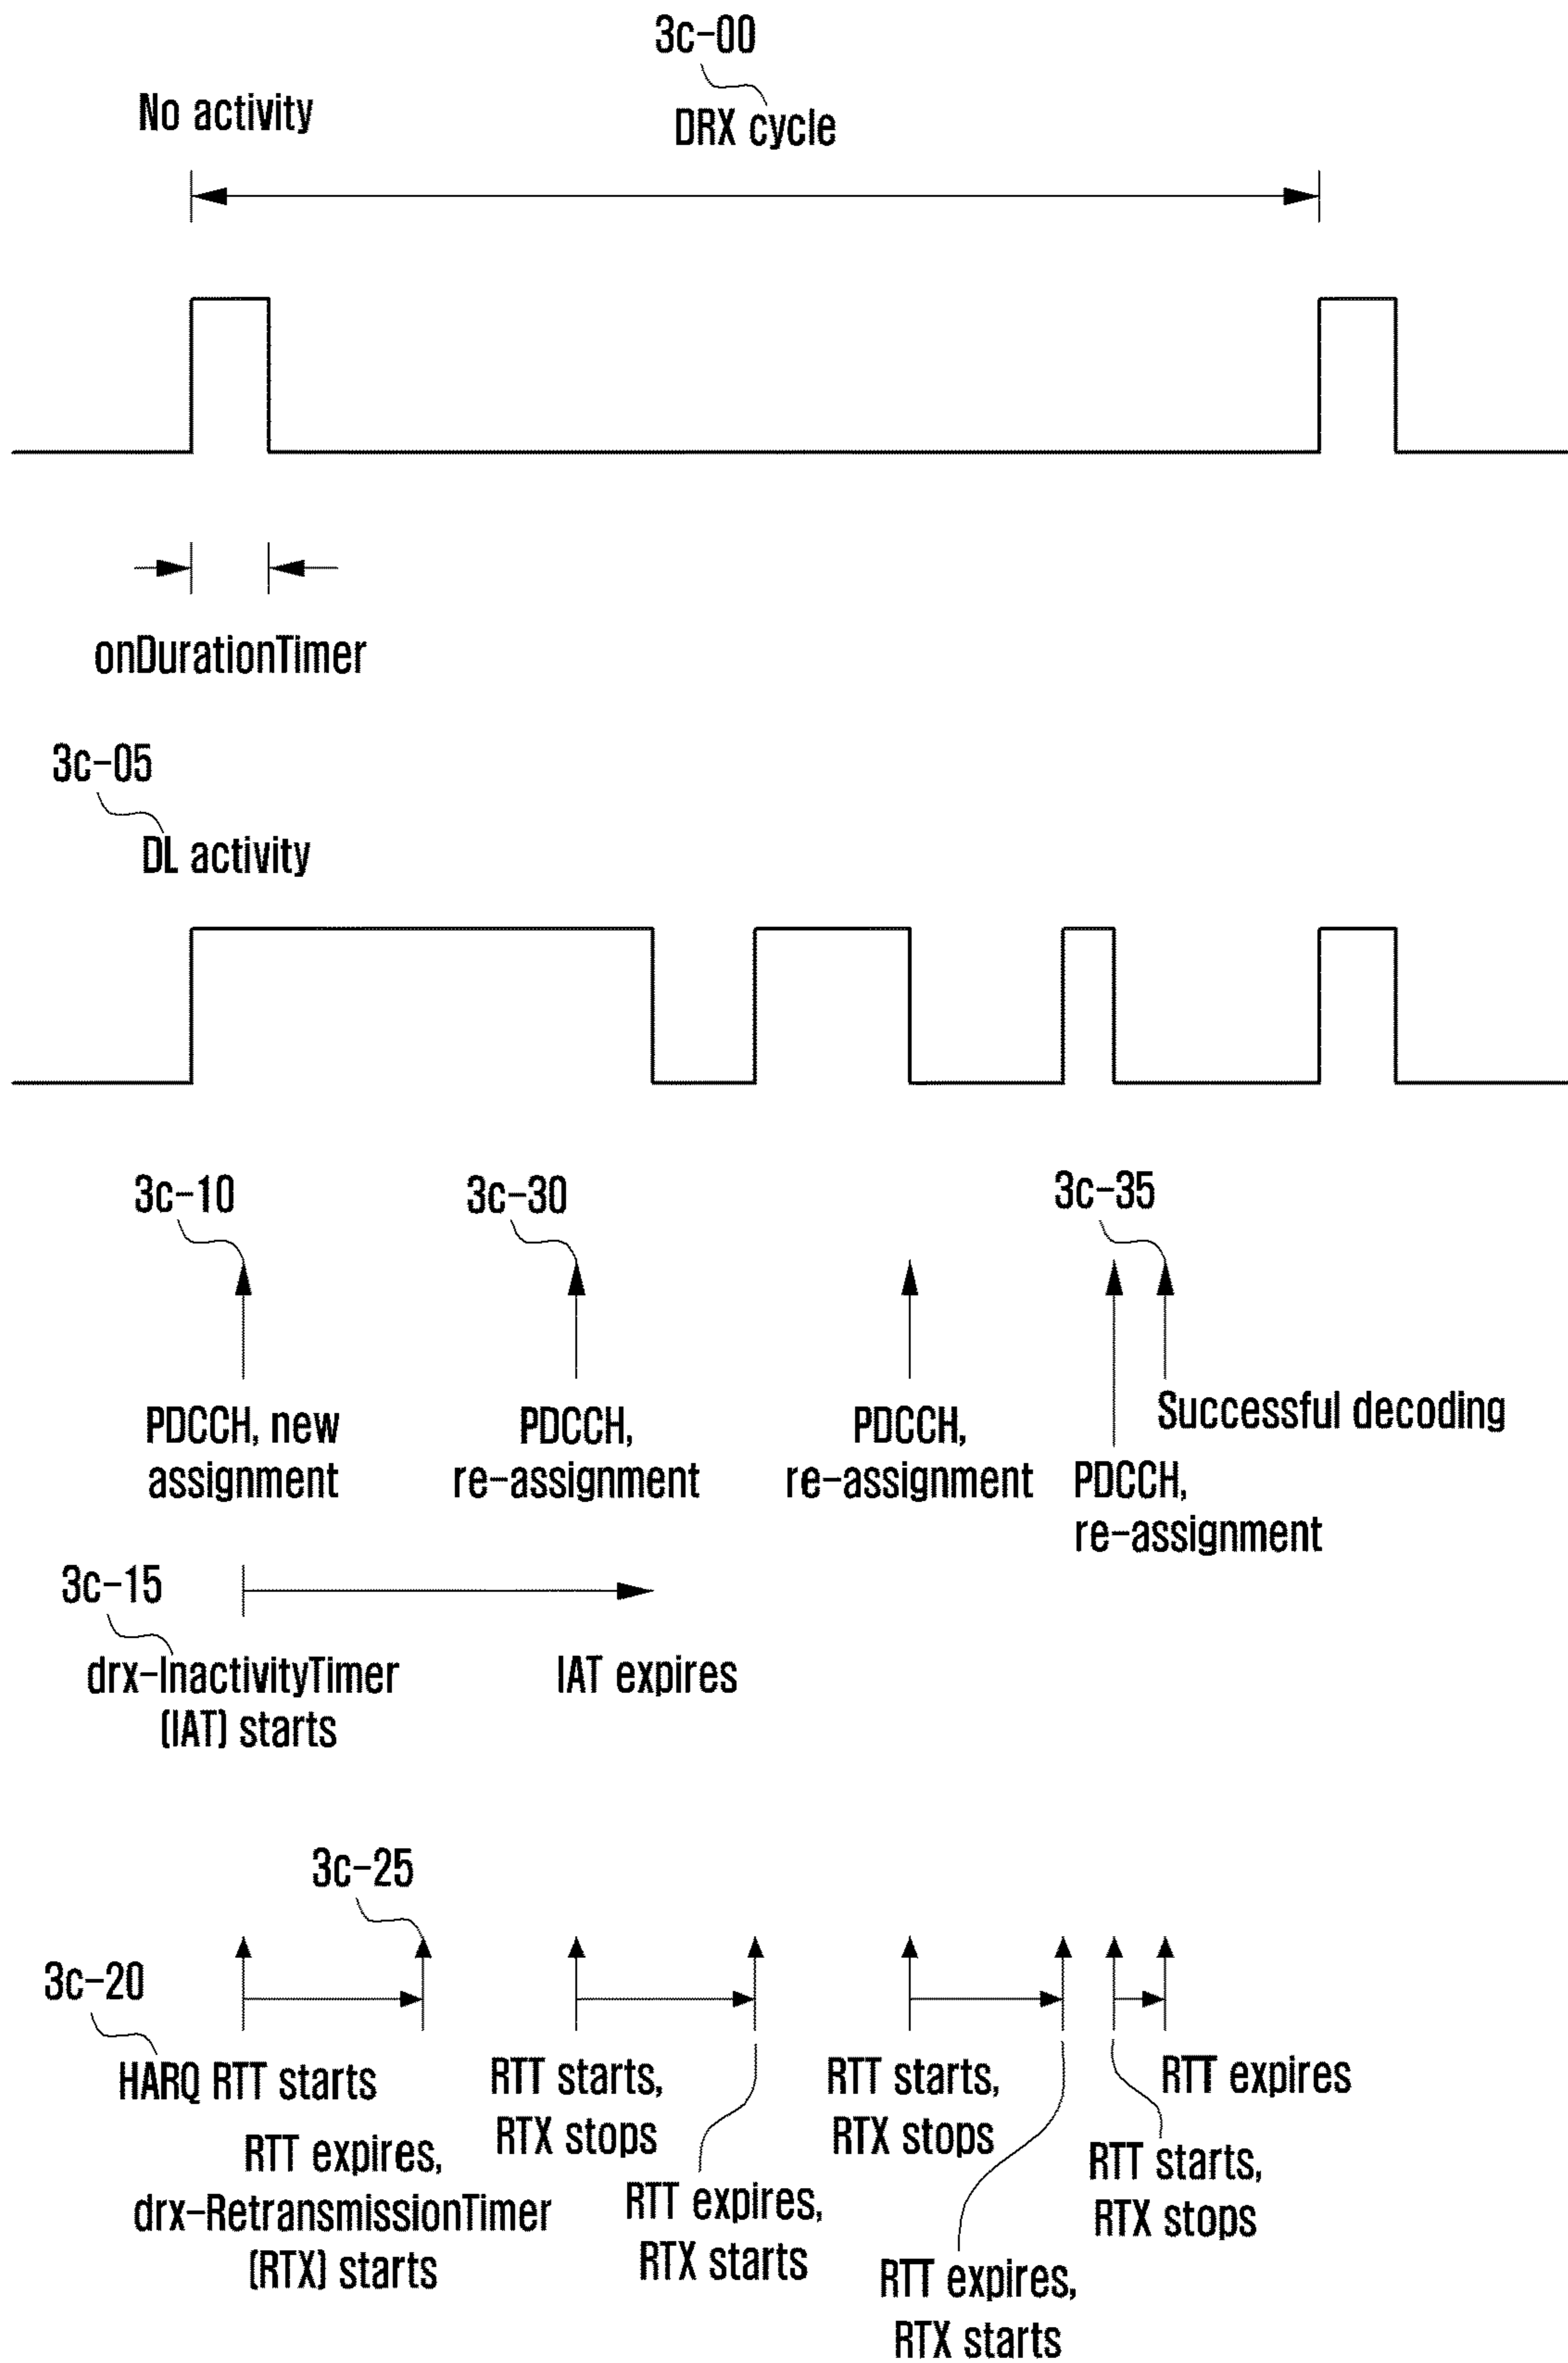 3c-00
No activity
DRX cycle
onDurationTimer
3c-05
DL activity
3c-10
3c-30
3c-35
PDCCH, new
assignment
PDCCH,
re-assignment
PDCCH,
re-assignment
Successful decoding
PDCCH,
re-assignment
3c-15
drx-InactivityTimer
(IAT) starts
IAT expires
3c-25
3c-20
HARQ RTT starts
RTT expires,
drx-RetransmissionTimer
(RTX) starts
RTT starts,
RTX stops
RTT expires,
RTX starts
RTT starts,
RTX stops
RTT expires,
RTX starts
RTT expires
RTT starts,
RTX stops